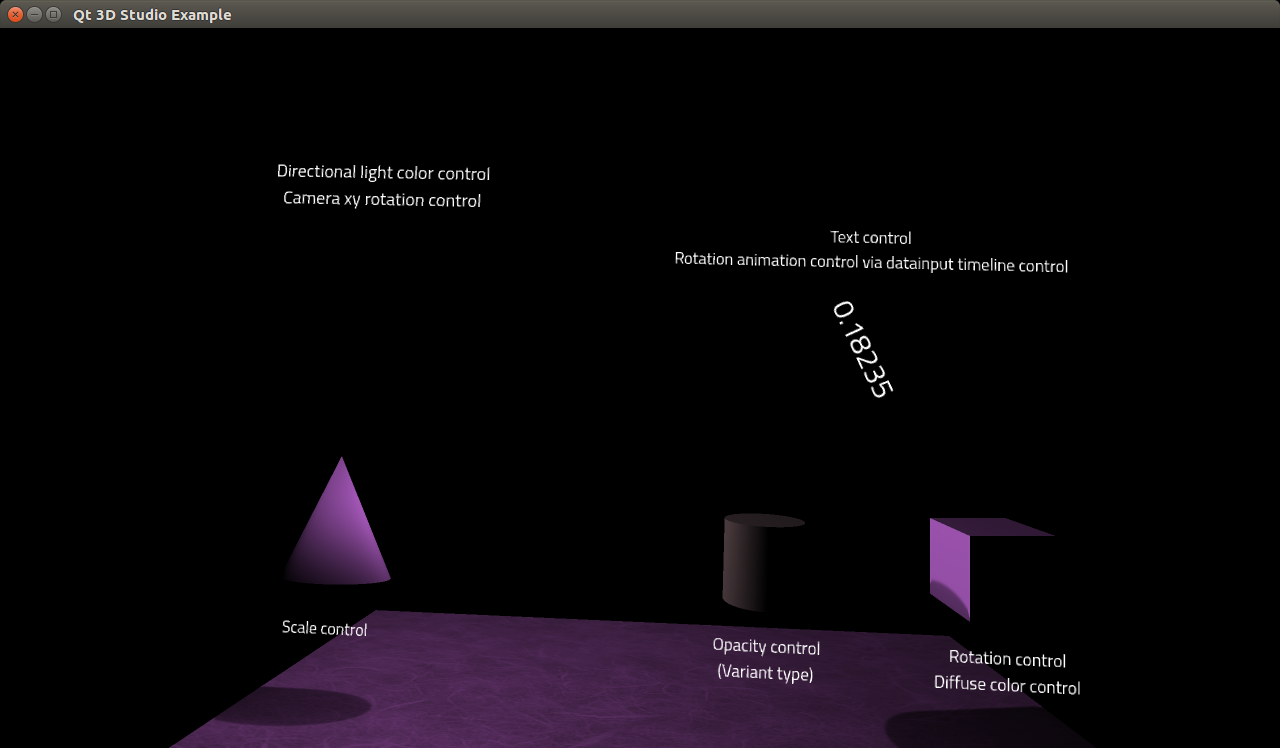 Qt 3D Studio Example
Directional light color control
Camera xy rotation control
Text control
Rotation animation control via datainput timeline control
0.18235
Scale control
Opacity control
(Variant type)
Rotation control
Diffuse color control